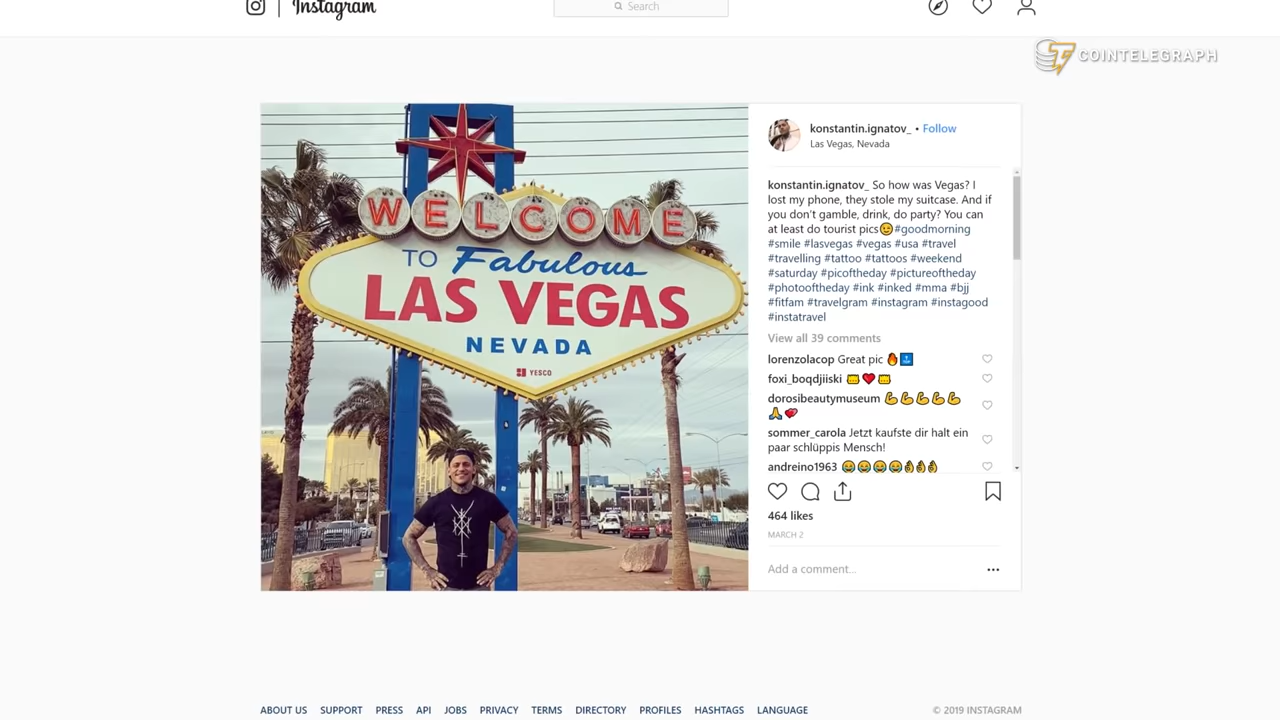 Instagram
Search
COINTELEGRAPH
WELCOME
TO Fabulous
LAS VEGAS
NEVADA
YESCO
konstantin.ignatov_ • Follow
Las Vegas, Nevada
konstantin.ignatov_ So how was Vegas? I
lost my phone, they stole my suitcase. And if
you don't gamble, drink, do party? You can
at least do tourist pics😉#goodmorning
#smile #lasvegas #vegas #usa #travel
#travelling #tattoo #tattoos #weekend
#saturday #picoftheday #pictureoftheday
#photooftheday #ink #inked #mma #bjj
#fitfam #travelgram #instagram #instagood
#instatravel
View all 39 comments
lorenzolacop Great pic 🔥
foxi_boqdjiiski
dorosibeautymuseum 💪💪💪💪💪
🙏💕
sommer_carola Jetzt kaufste dir halt ein
paar schlüppis Mensch!
andreino1963 😂😂😂😂👌👌👌
464 likes
MARCH 2
Add a comment...
ABOUT US SUPPORT PRESS API JOBS PRIVACY TERMS DIRECTORY PROFILES HASHTAGS LANGUAGE
© 2019 INSTAGRAM